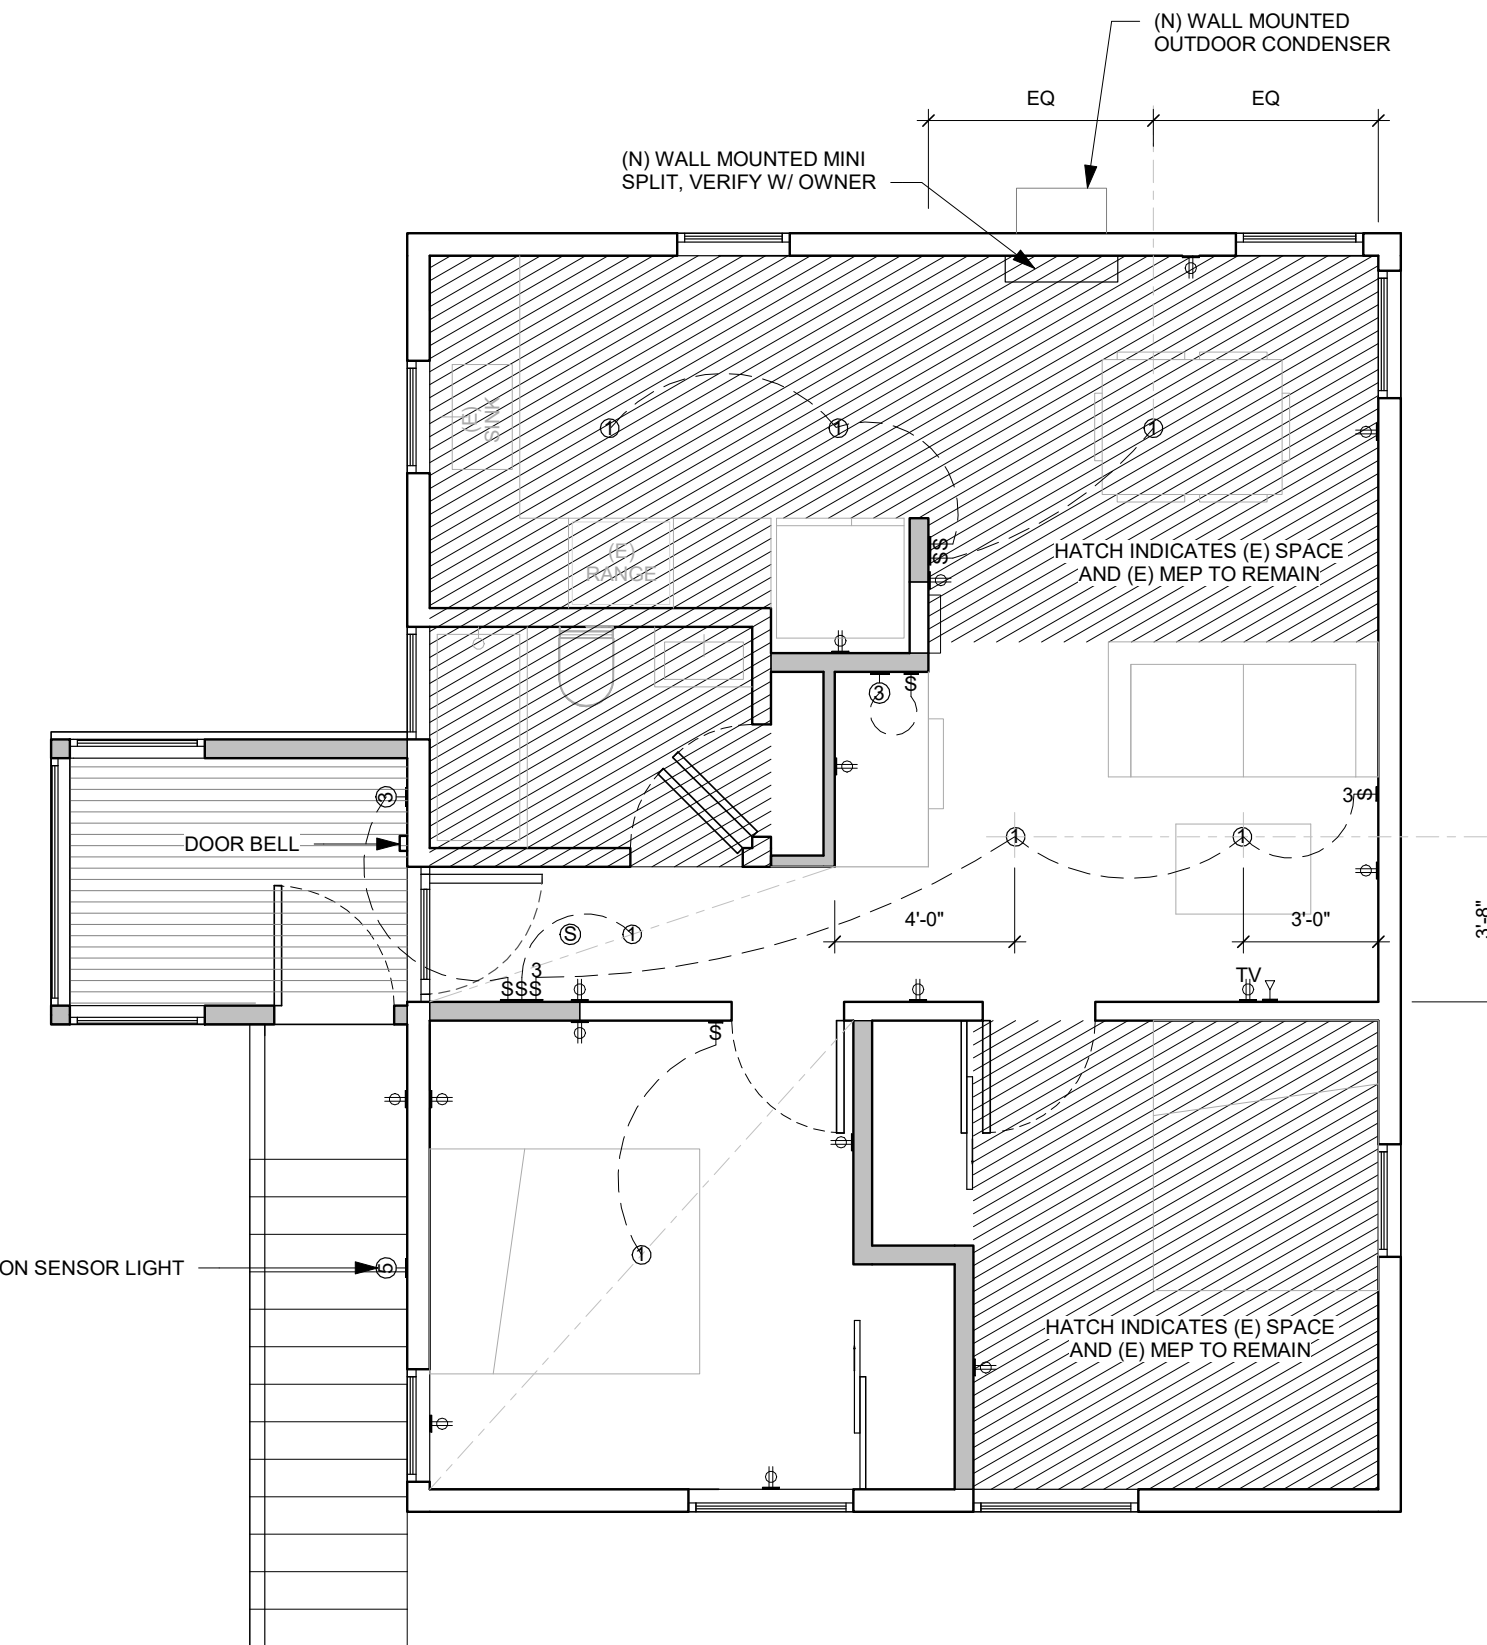 (N) WALL MOUNTED
OUTDOOR CONDENSER
EQ
EQ
(N) WALL MOUNTED MINI
SPLIT, VERIFY W/ OWNER
(E)
SINK
1
1
1
(E)
RANGE
$$
HATCH INDICATES (E) SPACE
AND (E) MEP TO REMAIN
3
$
3
3
$
DOOR BELL
1
1
4'-0"
3'-0"
3'-8"
S
1
3
$$$
TV
$
ON SENSOR LIGHT
5
1
HATCH INDICATES (E) SPACE
AND (E) MEP TO REMAIN